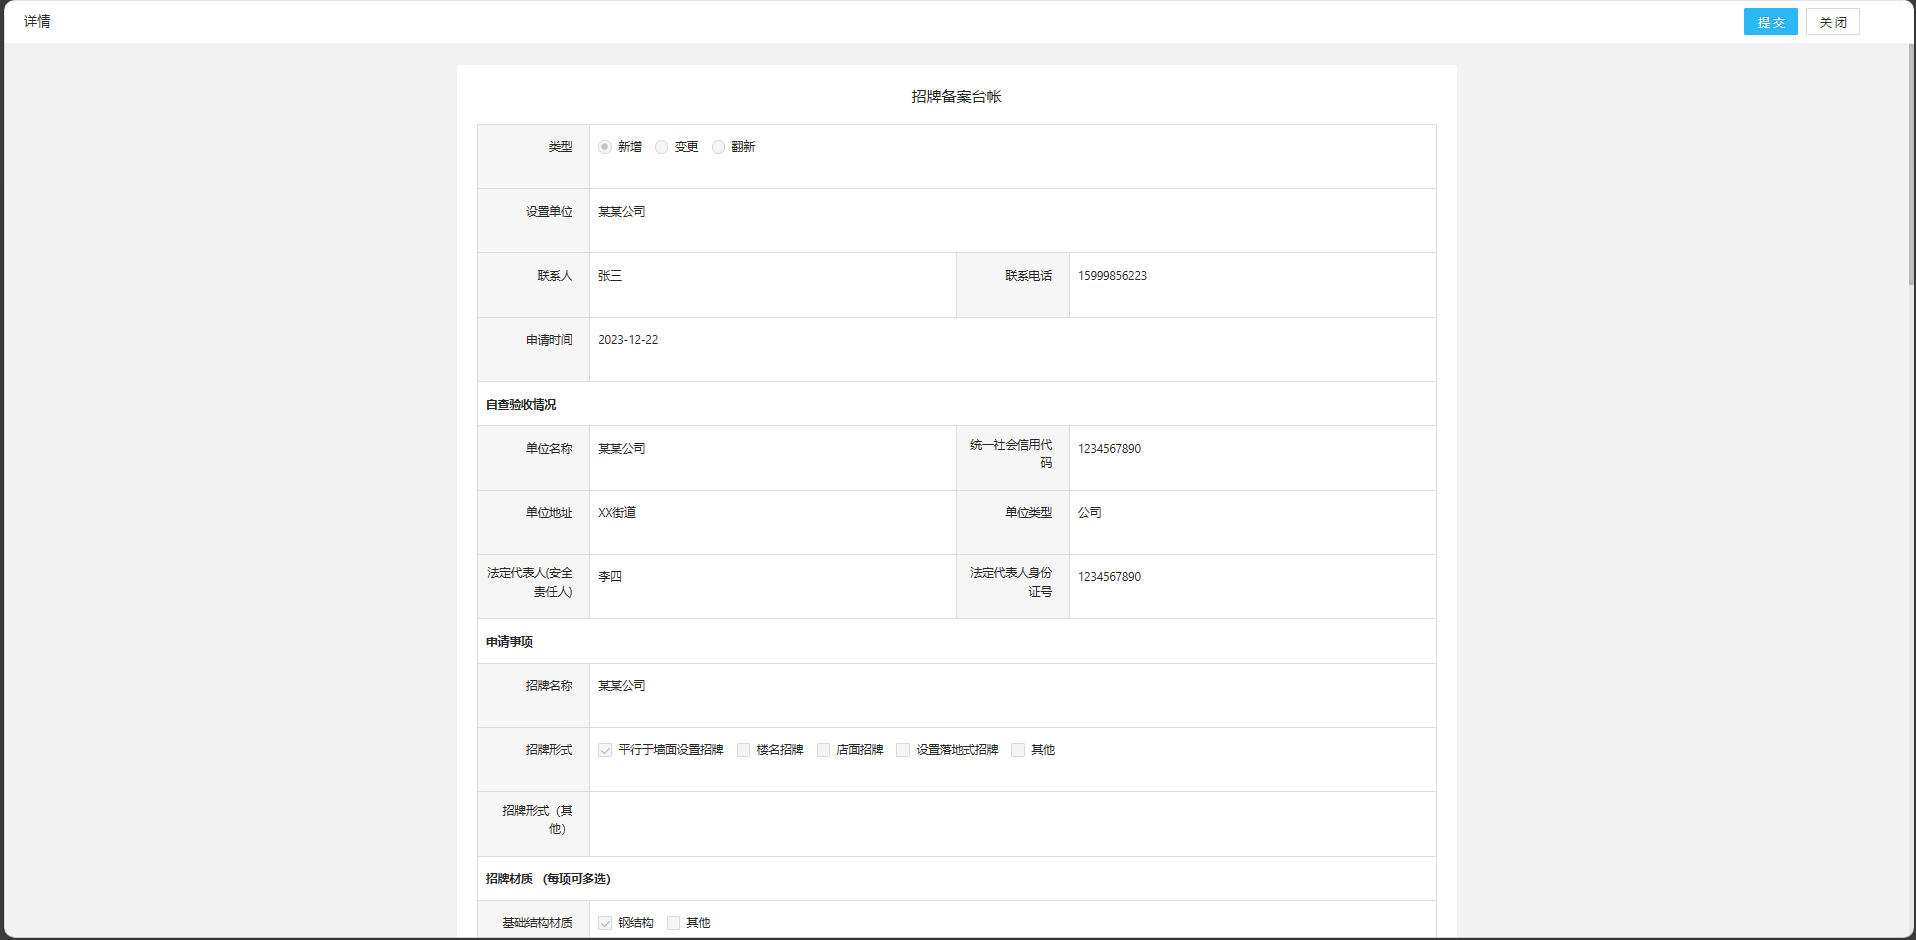 详情
提 交
关 闭
招牌备案台帐
类型
新增
变更
翻新
设置单位
某某公司
联系人
张三
联系电话
15999856223
申请时间
2023-12-22
自查验收情况
单位名称
某某公司
统一社会信用代
码
1234567890
单位地址
XX街道
单位类型
公司
法定代表人(安全
责任人)
李四
法定代表人身份
证号
1234567890
申请事项
招牌名称
某某公司
招牌形式
平行于墙面设置招牌
楼名招牌
店面招牌
设置落地式招牌
其他
招牌形式（其
他）
招牌材质 （每项可多选）
基础结构材质
钢结构
其他